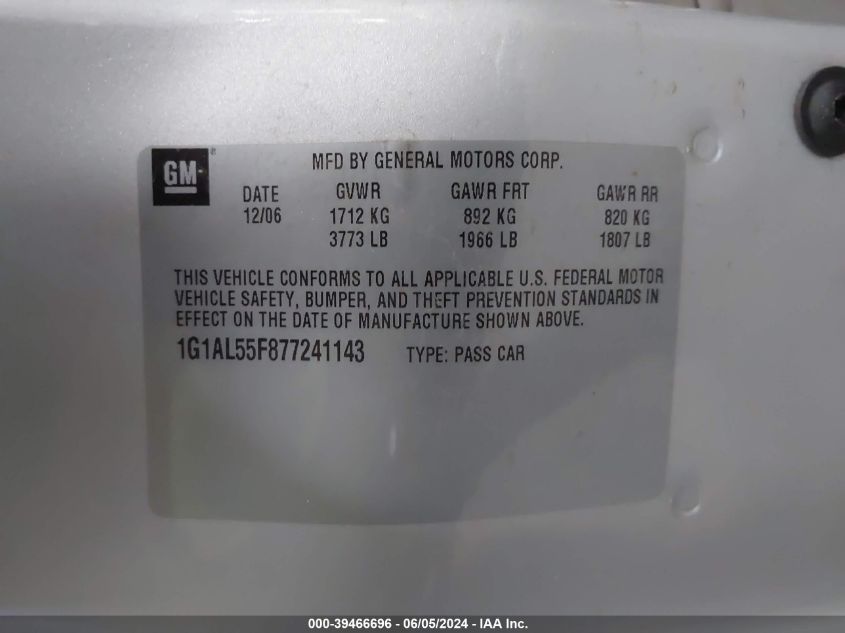 GM ®
MFD BY GENERAL MOTORS CORP.
DATE GVWR GAWR FRT GAWR RR
12/06 1712 KG 892 KG 820 KG
3773 LB 1966 LB 1807 LB
THIS VEHICLE CONFORMS TO ALL APPLICABLE U.S. FEDERAL MOTOR
VEHICLE SAFETY, BUMPER, AND THEFT PREVENTION STANDARDS IN
EFFECT ON THE DATE OF MANUFACTURE SHOWN ABOVE.
1G1AL55F877241143 TYPE: PASS CAR
000-39466696 - 06/05/2024 - IAA Inc.